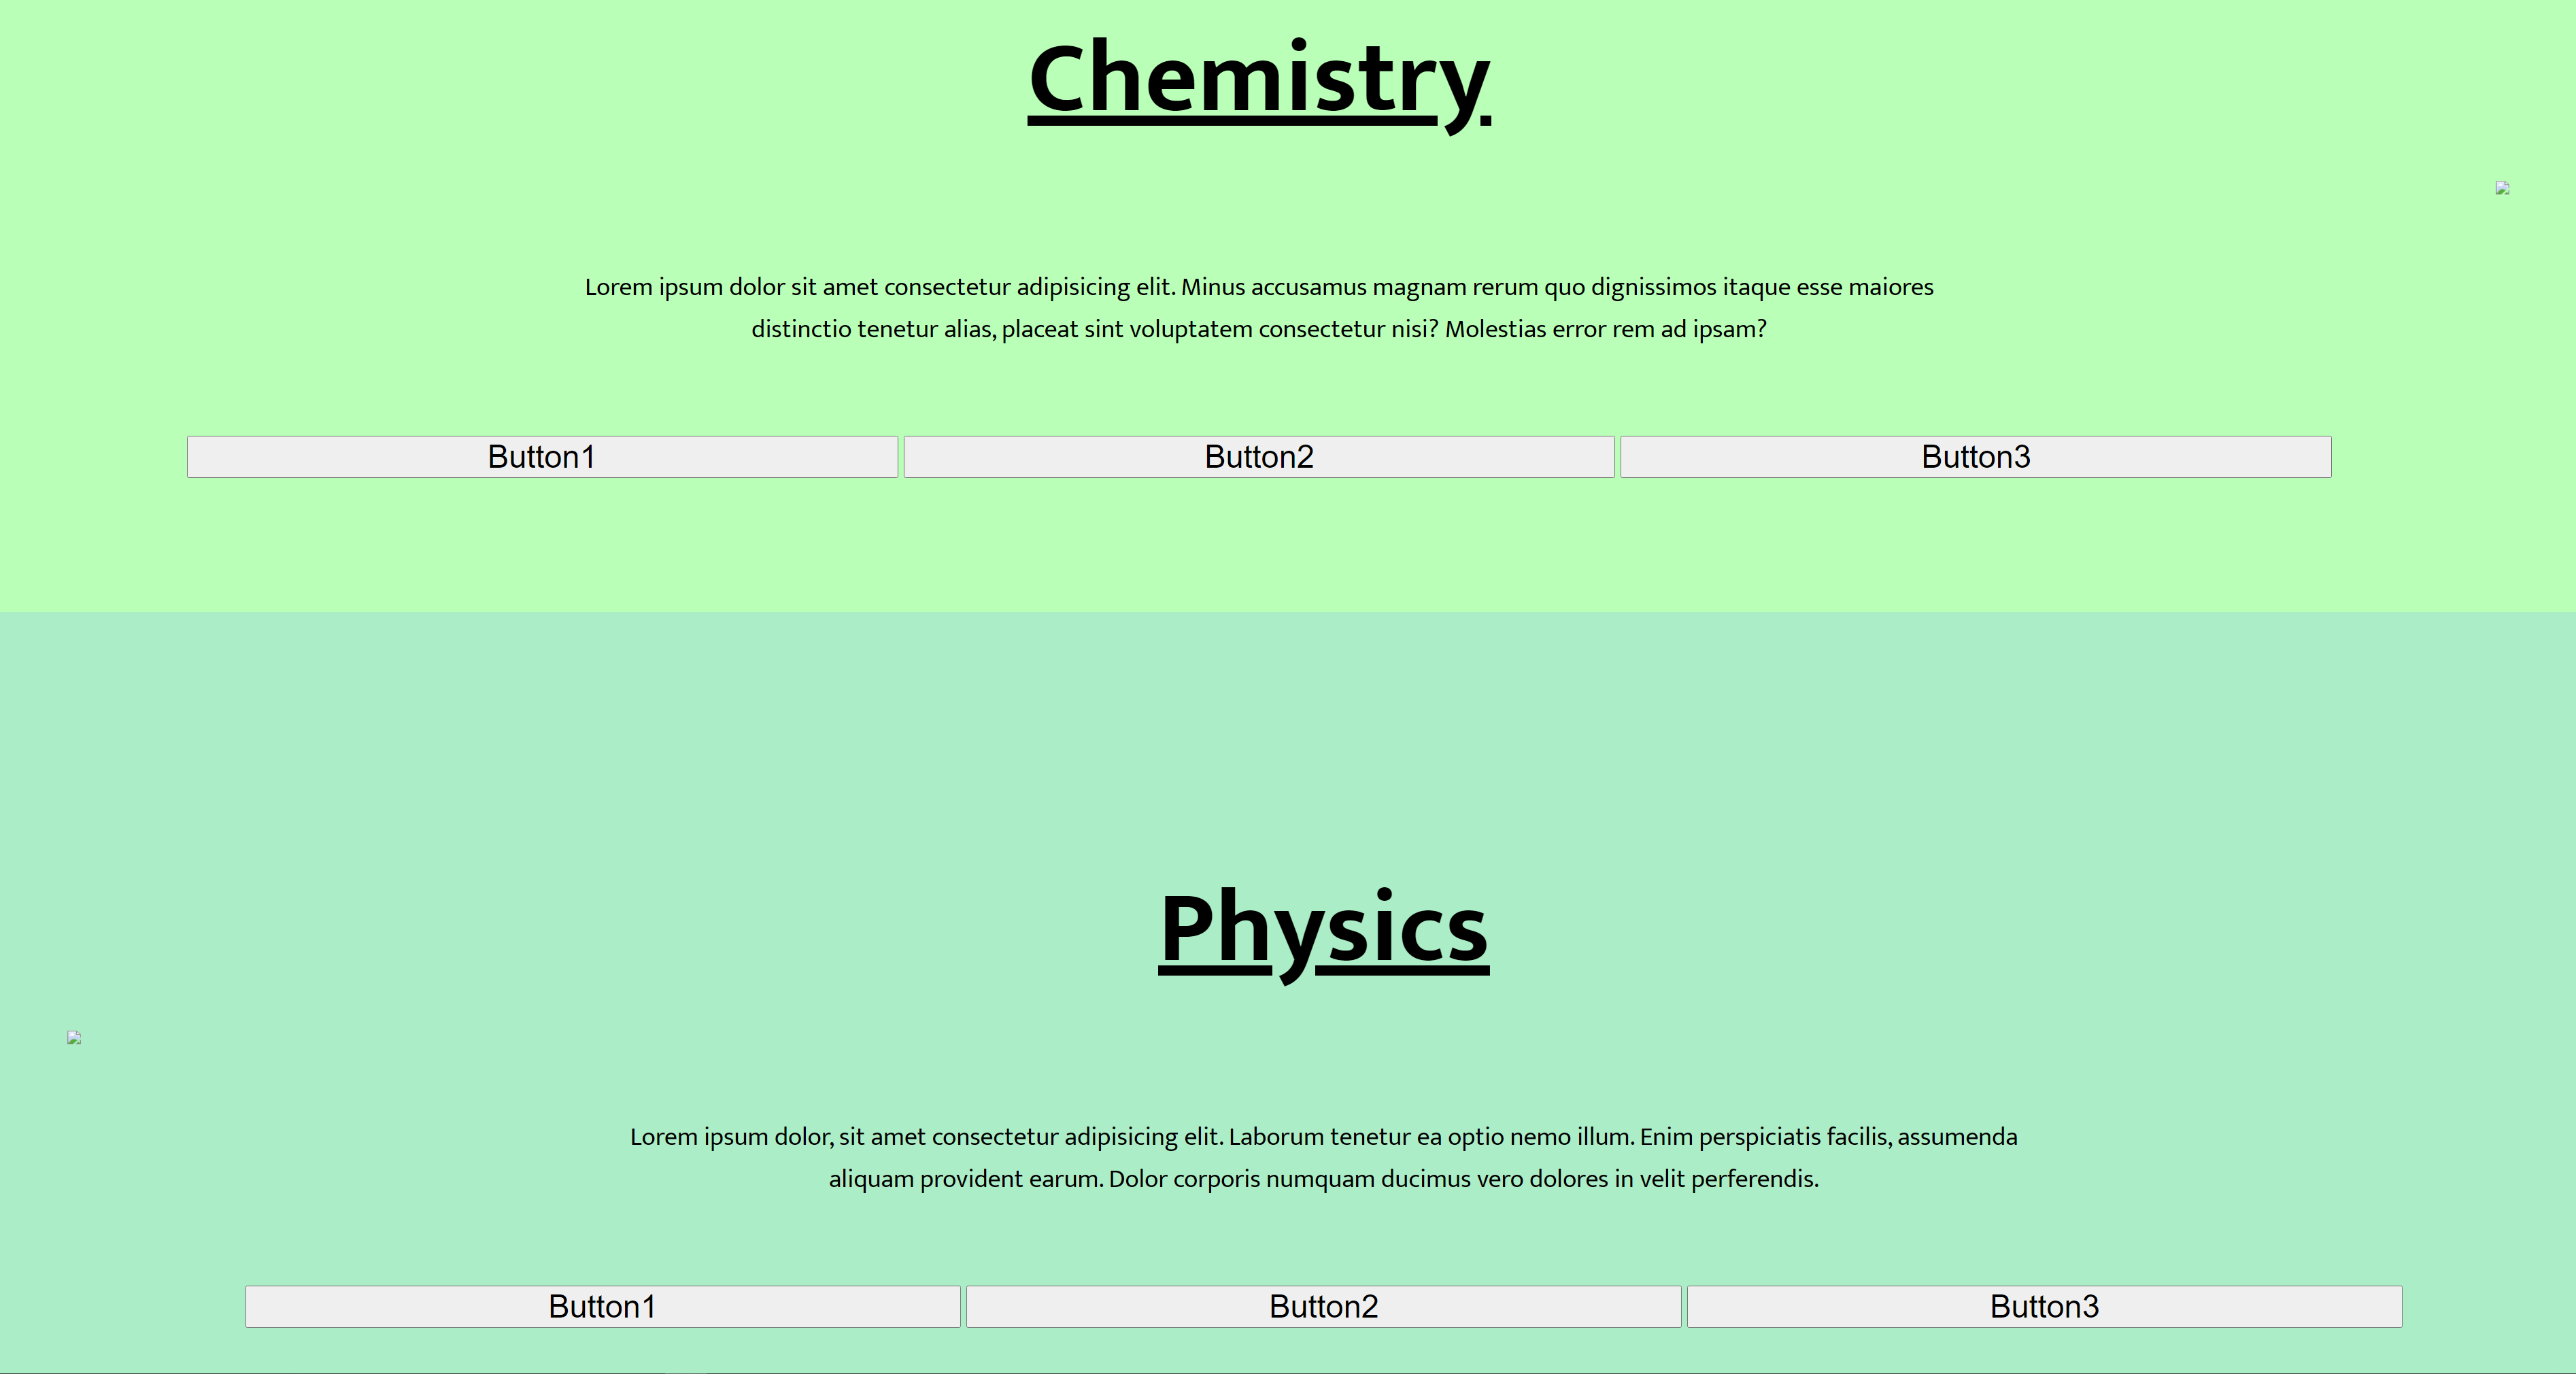 Chemistry
Lorem ipsum dolor sit amet consectetur adipisicing elit. Minus accusamus magnam rerum quo dignissimos itaque esse maiores
distinctio tenetur alias, placeat sint voluptatem consectetur nisi? Molestias error rem ad ipsam?
Button1 Button2 Button3
Physics
Lorem ipsum dolor, sit amet consectetur adipisicing elit. Laborum tenetur ea optio nemo illum. Enim perspiciatis facilis, assumenda
aliquam provident earum. Dolor corporis numquam ducimus vero dolores in velit perferendis.
Button1 Button2 Button3